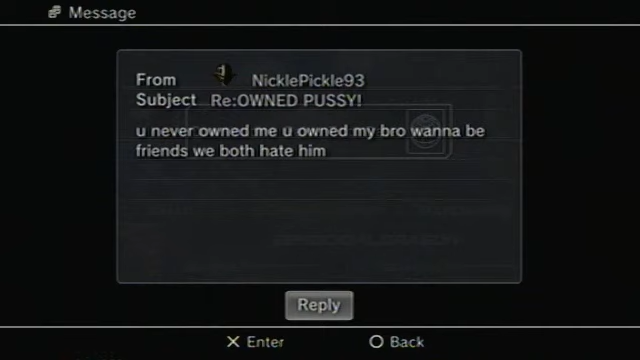 Message
From NicklePickle93
Subject Re:OWNED PUSSY!
u never owned me u owned my bro wanna be
friends we both hate him
Reply
Enter
Back